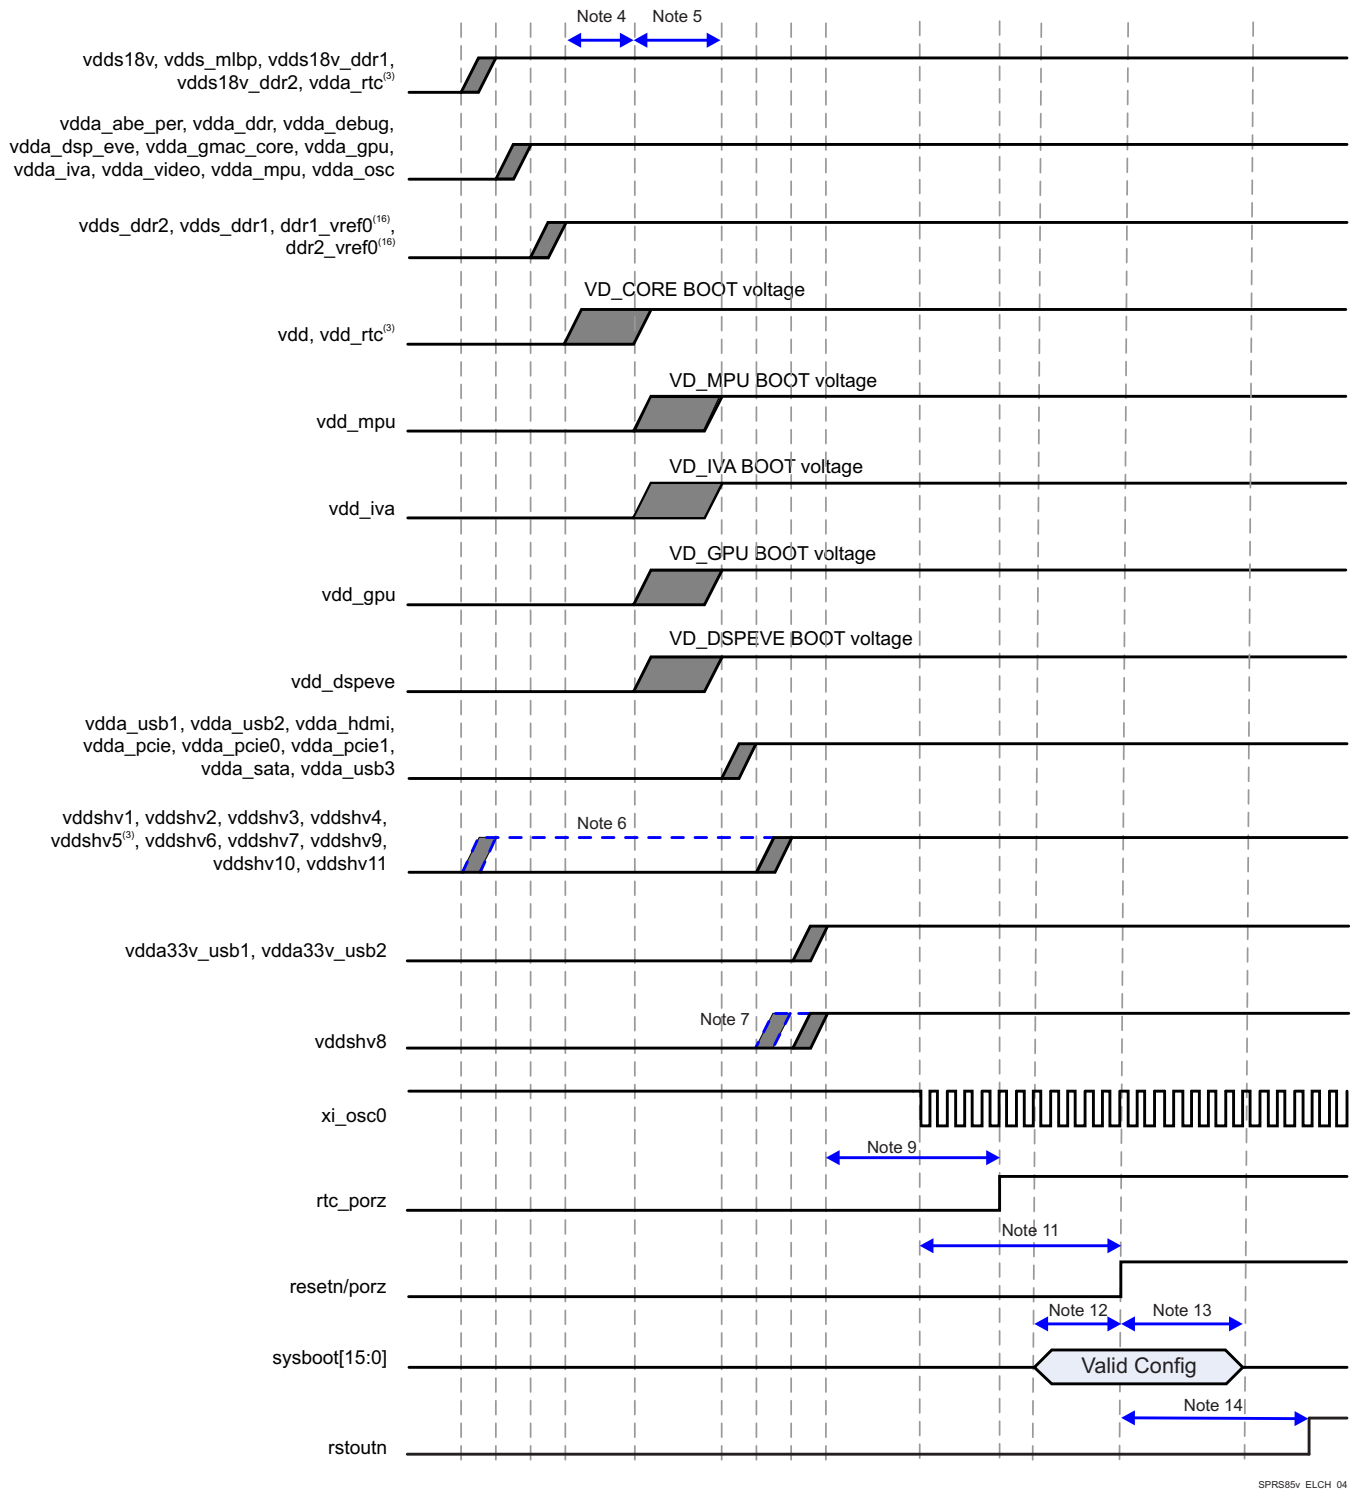 Note 4 Note 5
vdds18v, vdds_mlbp, vdds18v_ddr1,
vdds18v_ddr2, vdda_rtc(3)
vdda_abe_per, vdda_ddr, vdda_debug,
vdda_dsp_eve, vdda_gmac_core, vdda_gpu,
vdda_iva, vdda_video, vdda_mpu, vdda_osc
vdds_ddr2, vdds_ddr1, ddr1_vref0(16),
ddr2_vref0(16)
VD_CORE BOOT voltage
vdd, vdd_rtc(3)
VD_MPU BOOT voltage
vdd_mpu
VD_IVA BOOT voltage
vdd_iva
VD_GPU BOOT voltage
vdd_gpu
VD_DSPEVE BOOT voltage
vdd_dspeve
vdda_usb1, vdda_usb2, vdda_hdmi,
vdda_pcie, vdda_pcie0, vdda_pcie1,
vdda_sata, vdda_usb3
vddshv1, vddshv2, vddshv3, vddshv4,
vddshv5(3), vddshv6, vddshv7, vddshv9,
vddshv10, vddshv11
Note 6
vdda33v_usb1, vdda33v_usb2
Note 7
vddshv8
xi_osc0
Note 9
rtc_porz
Note 11
resetn/porz
Note 12 Note 13
sysboot[15:0]
Valid Config
Note 14
rstoutn
SPRS85v_ELCH_04